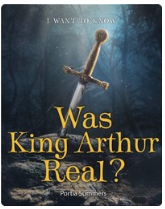 I WANT TO KNOW
Was
King Arthur
Real?
Portia Summers